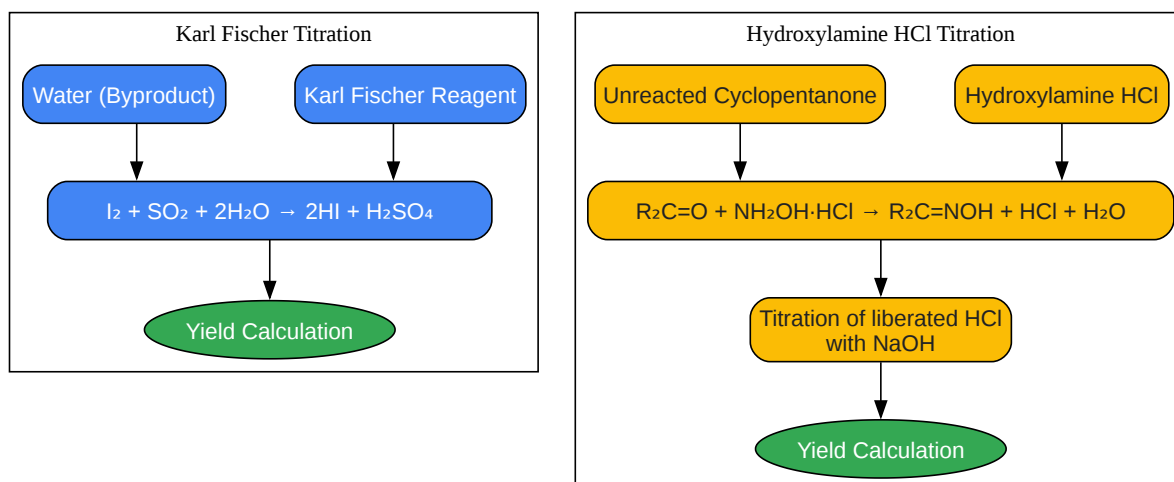 Karl Fischer Titration
Water (Byproduct)
Karl Fischer Reagent
I₂ + SO₂ + 2H₂O → 2HI + H₂SO₄
Yield Calculation
Hydroxylamine HCl Titration
Unreacted Cyclopentanone
Hydroxylamine HCl
R₂C=O + NH₂OH·HCl → R₂C=NOH + HCl + H₂O
Titration of liberated HCl
with NaOH
Yield Calculation